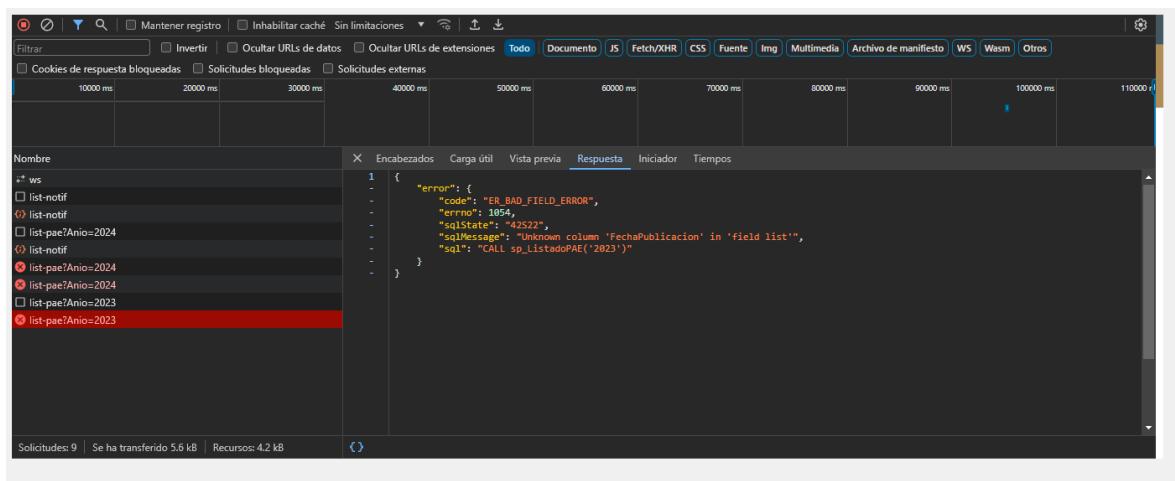 Mantener registro Inhabilitar caché Sin limitaciones
Filtrar Invertir Ocultar URLs de datos Ocultar URLs de extensiones Todo Documento JS Fetch/XHR CSS Fuente Img Multimedia Archivo de manifiesto WS Wasm Otros
Cookies de respuesta bloqueadas Solicitudes bloqueadas Solicitudes externas
10000 ms 20000 ms 30000 ms 40000 ms 50000 ms 60000 ms 70000 ms 80000 ms 90000 ms 100000 ms 110000
Nombre
ws
list-notif
list-notif
list-pae?Anio=2024
list-notif
list-pae?Anio=2024
list-pae?Anio=2024
list-pae?Anio=2023
list-pae?Anio=2023
Encabezados Carga útil Vista previa Respuesta Iniciador Tiempos
1 {
- "error": {
- "code": "ER_BAD_FIELD_ERROR",
- "errno": 1054,
- "sqlState": "42S22",
- "sqlMessage": "Unknown column 'FechaPublicacion' in 'field list'",
- "sql": "CALL sp_ListadoPAE('2023')"
- }
- }
Solicitudes: 9 Se ha transferido 5.6 kB Recursos: 4.2 kB {}